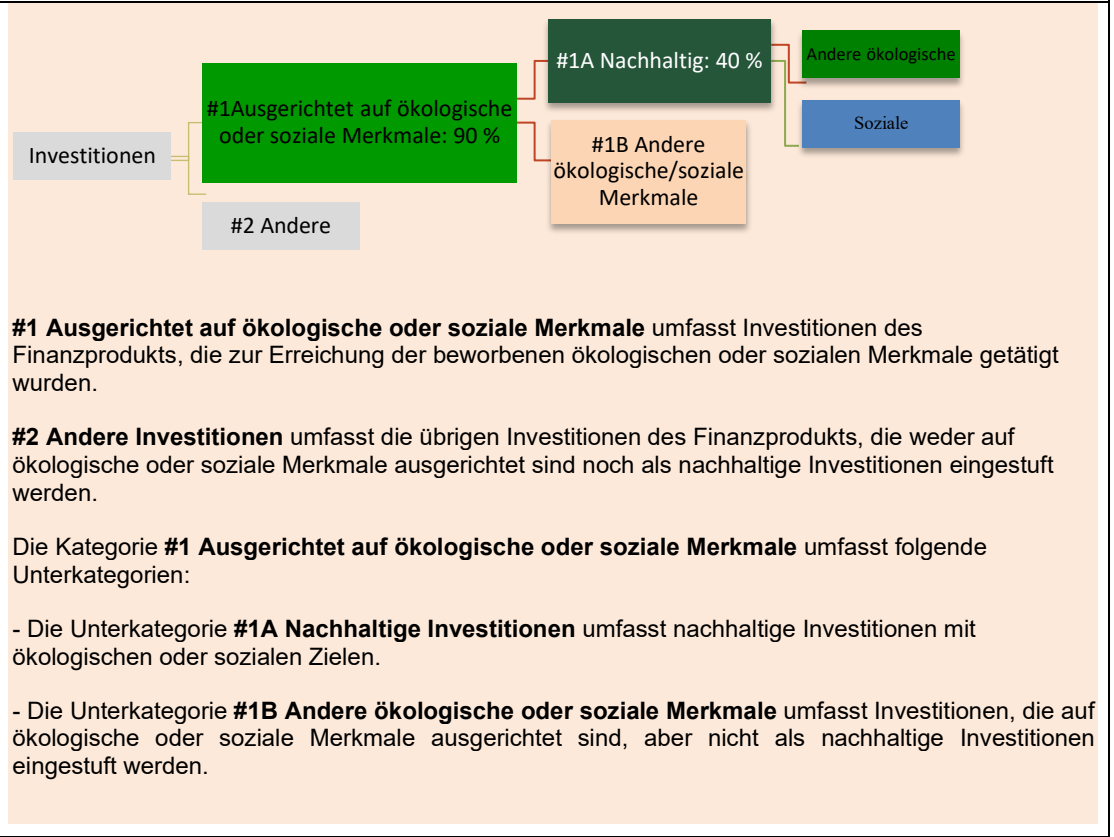 Investitionen
#1Ausgerichtet auf ökologische
oder soziale Merkmale: 90 %
#2 Andere
#1A Nachhaltig: 40 %
#1B Andere
ökologische/soziale
Merkmale
Andere ökologische
Soziale
#1 Ausgerichtet auf ökologische oder soziale Merkmale umfasst Investitionen des
Finanzprodukts, die zur Erreichung der beworbenen ökologischen oder sozialen Merkmale getätigt
wurden.
#2 Andere Investitionen umfasst die übrigen Investitionen des Finanzprodukts, die weder auf
ökologische oder soziale Merkmale ausgerichtet sind noch als nachhaltige Investitionen eingestuft
werden.
Die Kategorie #1 Ausgerichtet auf ökologische oder soziale Merkmale umfasst folgende
Unterkategorien:
- Die Unterkategorie #1A Nachhaltige Investitionen umfasst nachhaltige Investitionen mit
ökologischen oder sozialen Zielen.
- Die Unterkategorie #1B Andere ökologische oder soziale Merkmale umfasst Investitionen, die auf
ökologische oder soziale Merkmale ausgerichtet sind, aber nicht als nachhaltige Investitionen
eingestuft werden.